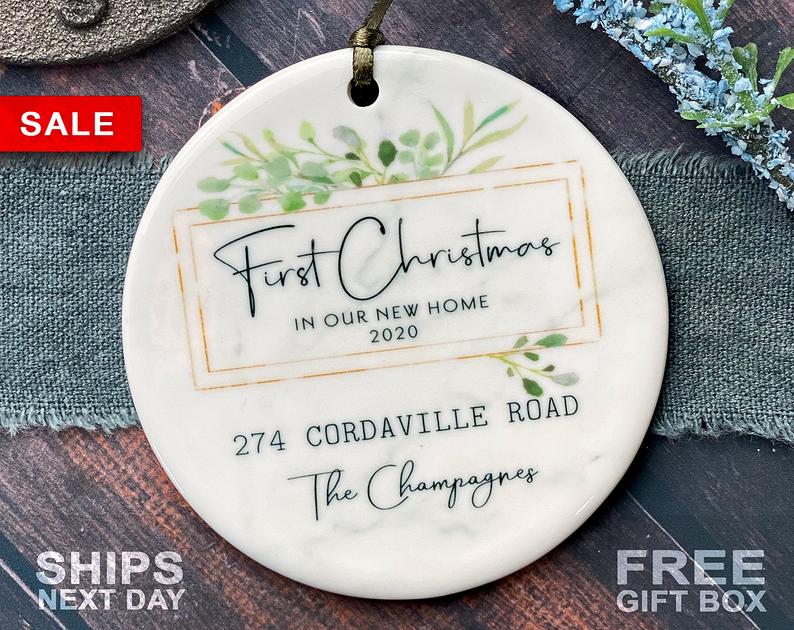 SALE
First Christmas
IN OUR NEW HOME
2020
274 CORDAVILLE ROAD
The Champagnes
SHIPS
NEXT DAY
FREE
GIFT BOX